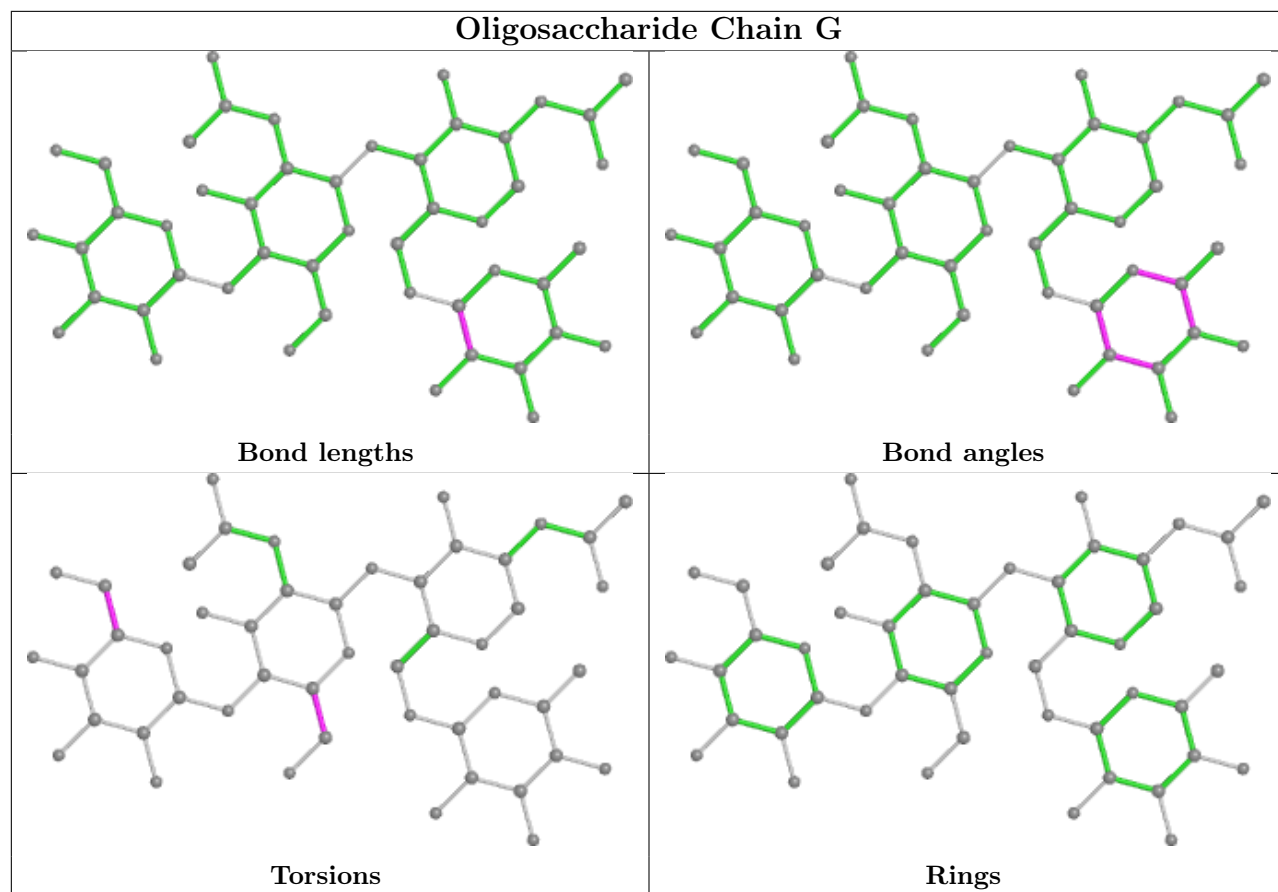 Oligosaccharide Chain G
Bond lengths
Bond angles
Torsions
Rings